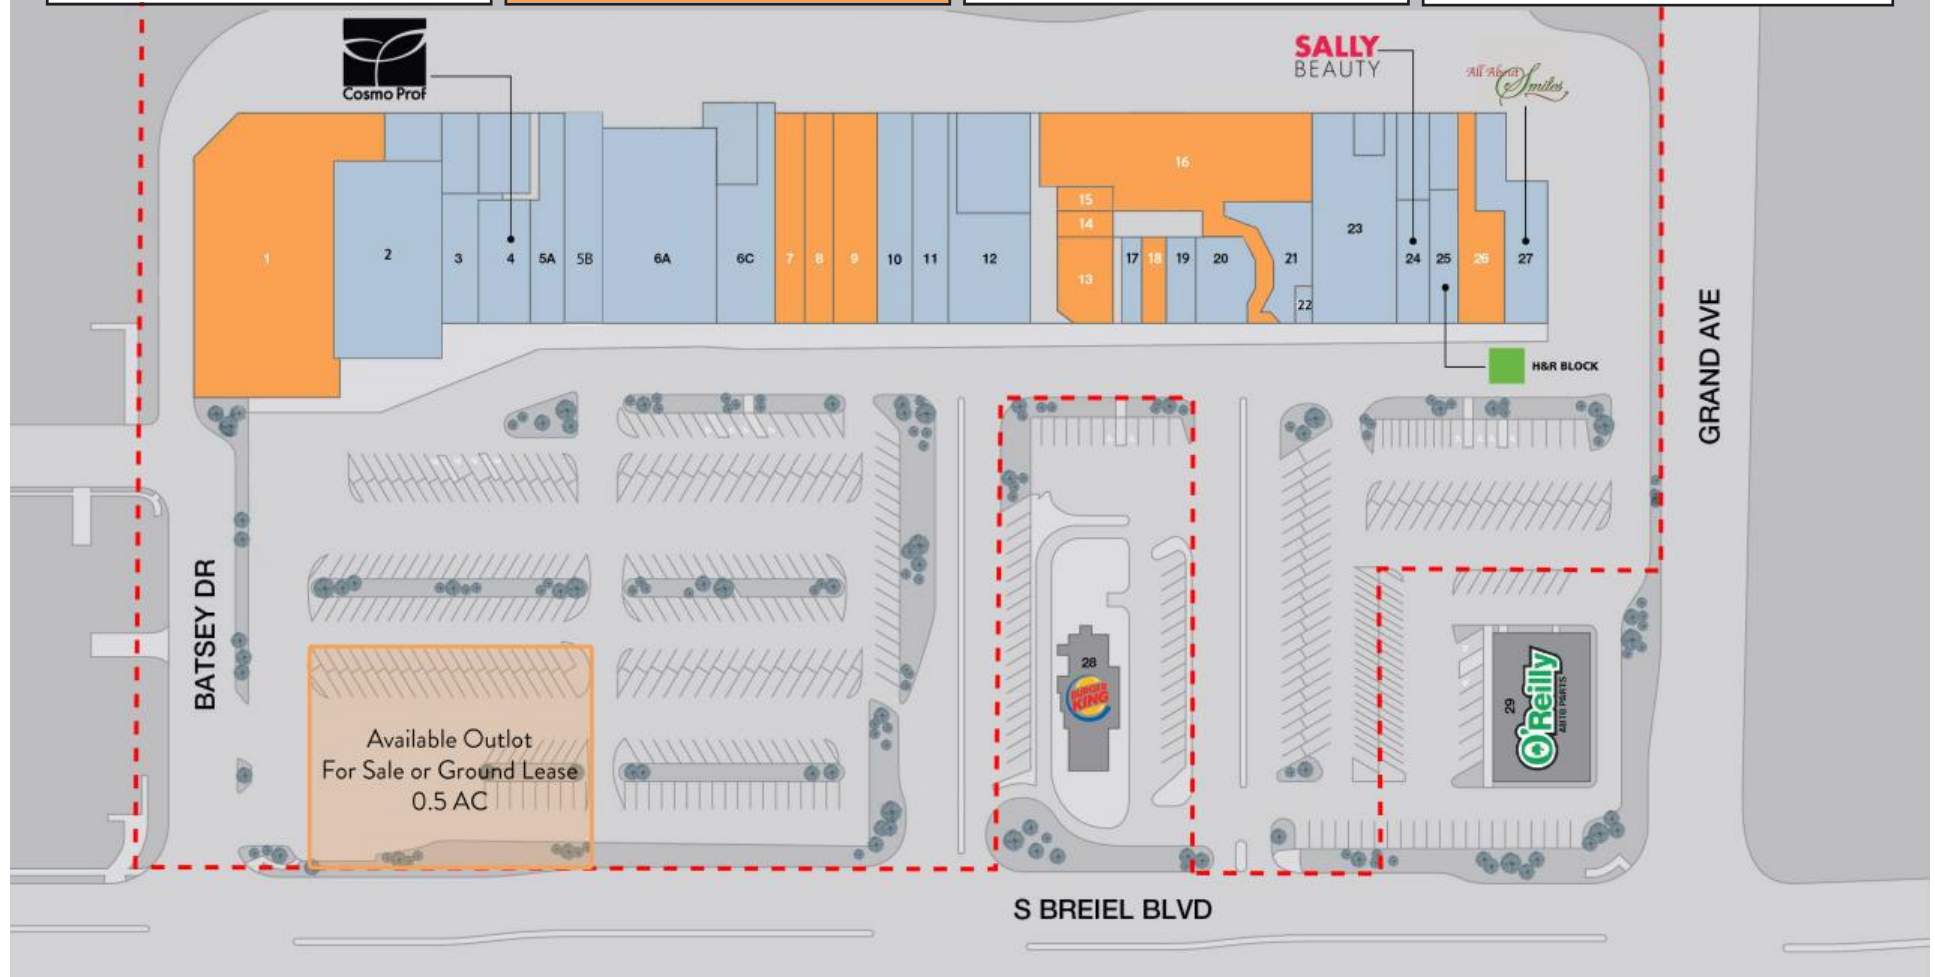 Cosmo Prof
SALLY
BEAUTY
All About
Smiles
1
2
3
4
5A
5B
6A
6C
7
8
9
10
11
12
13
14
15
16
17
18
19
20
21
22
23
24
25
26
27
H&R BLOCK
GRAND AVE
BATSEY DR
28
BURGER
KING
29
O'Reilly
AUTO PARTS
Available Outlot
For Sale or Ground Lease
0.5 AC
S BREIEL BLVD